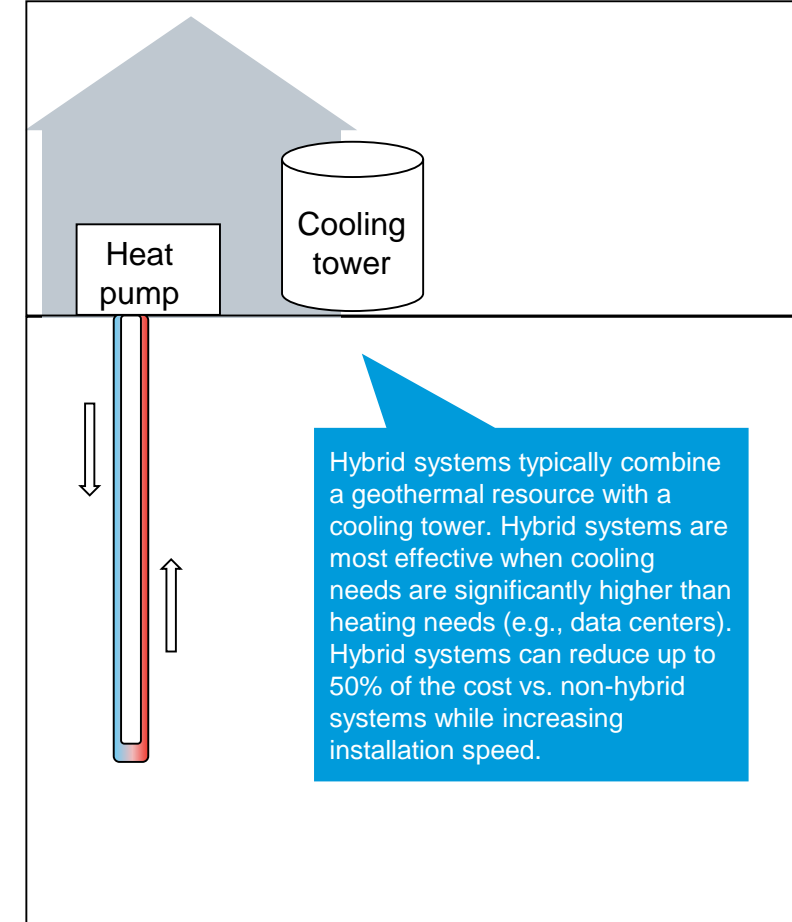 Cooling
tower
Heat
pump
Hybrid systems typically combine
a geothermal resource with a
cooling tower. Hybrid systems are
most effective when cooling
needs are significantly higher than
heating needs (e.g., data centers).
Hybrid systems can reduce up to
50% of the cost vs. non-hybrid
systems while increasing
installation speed.